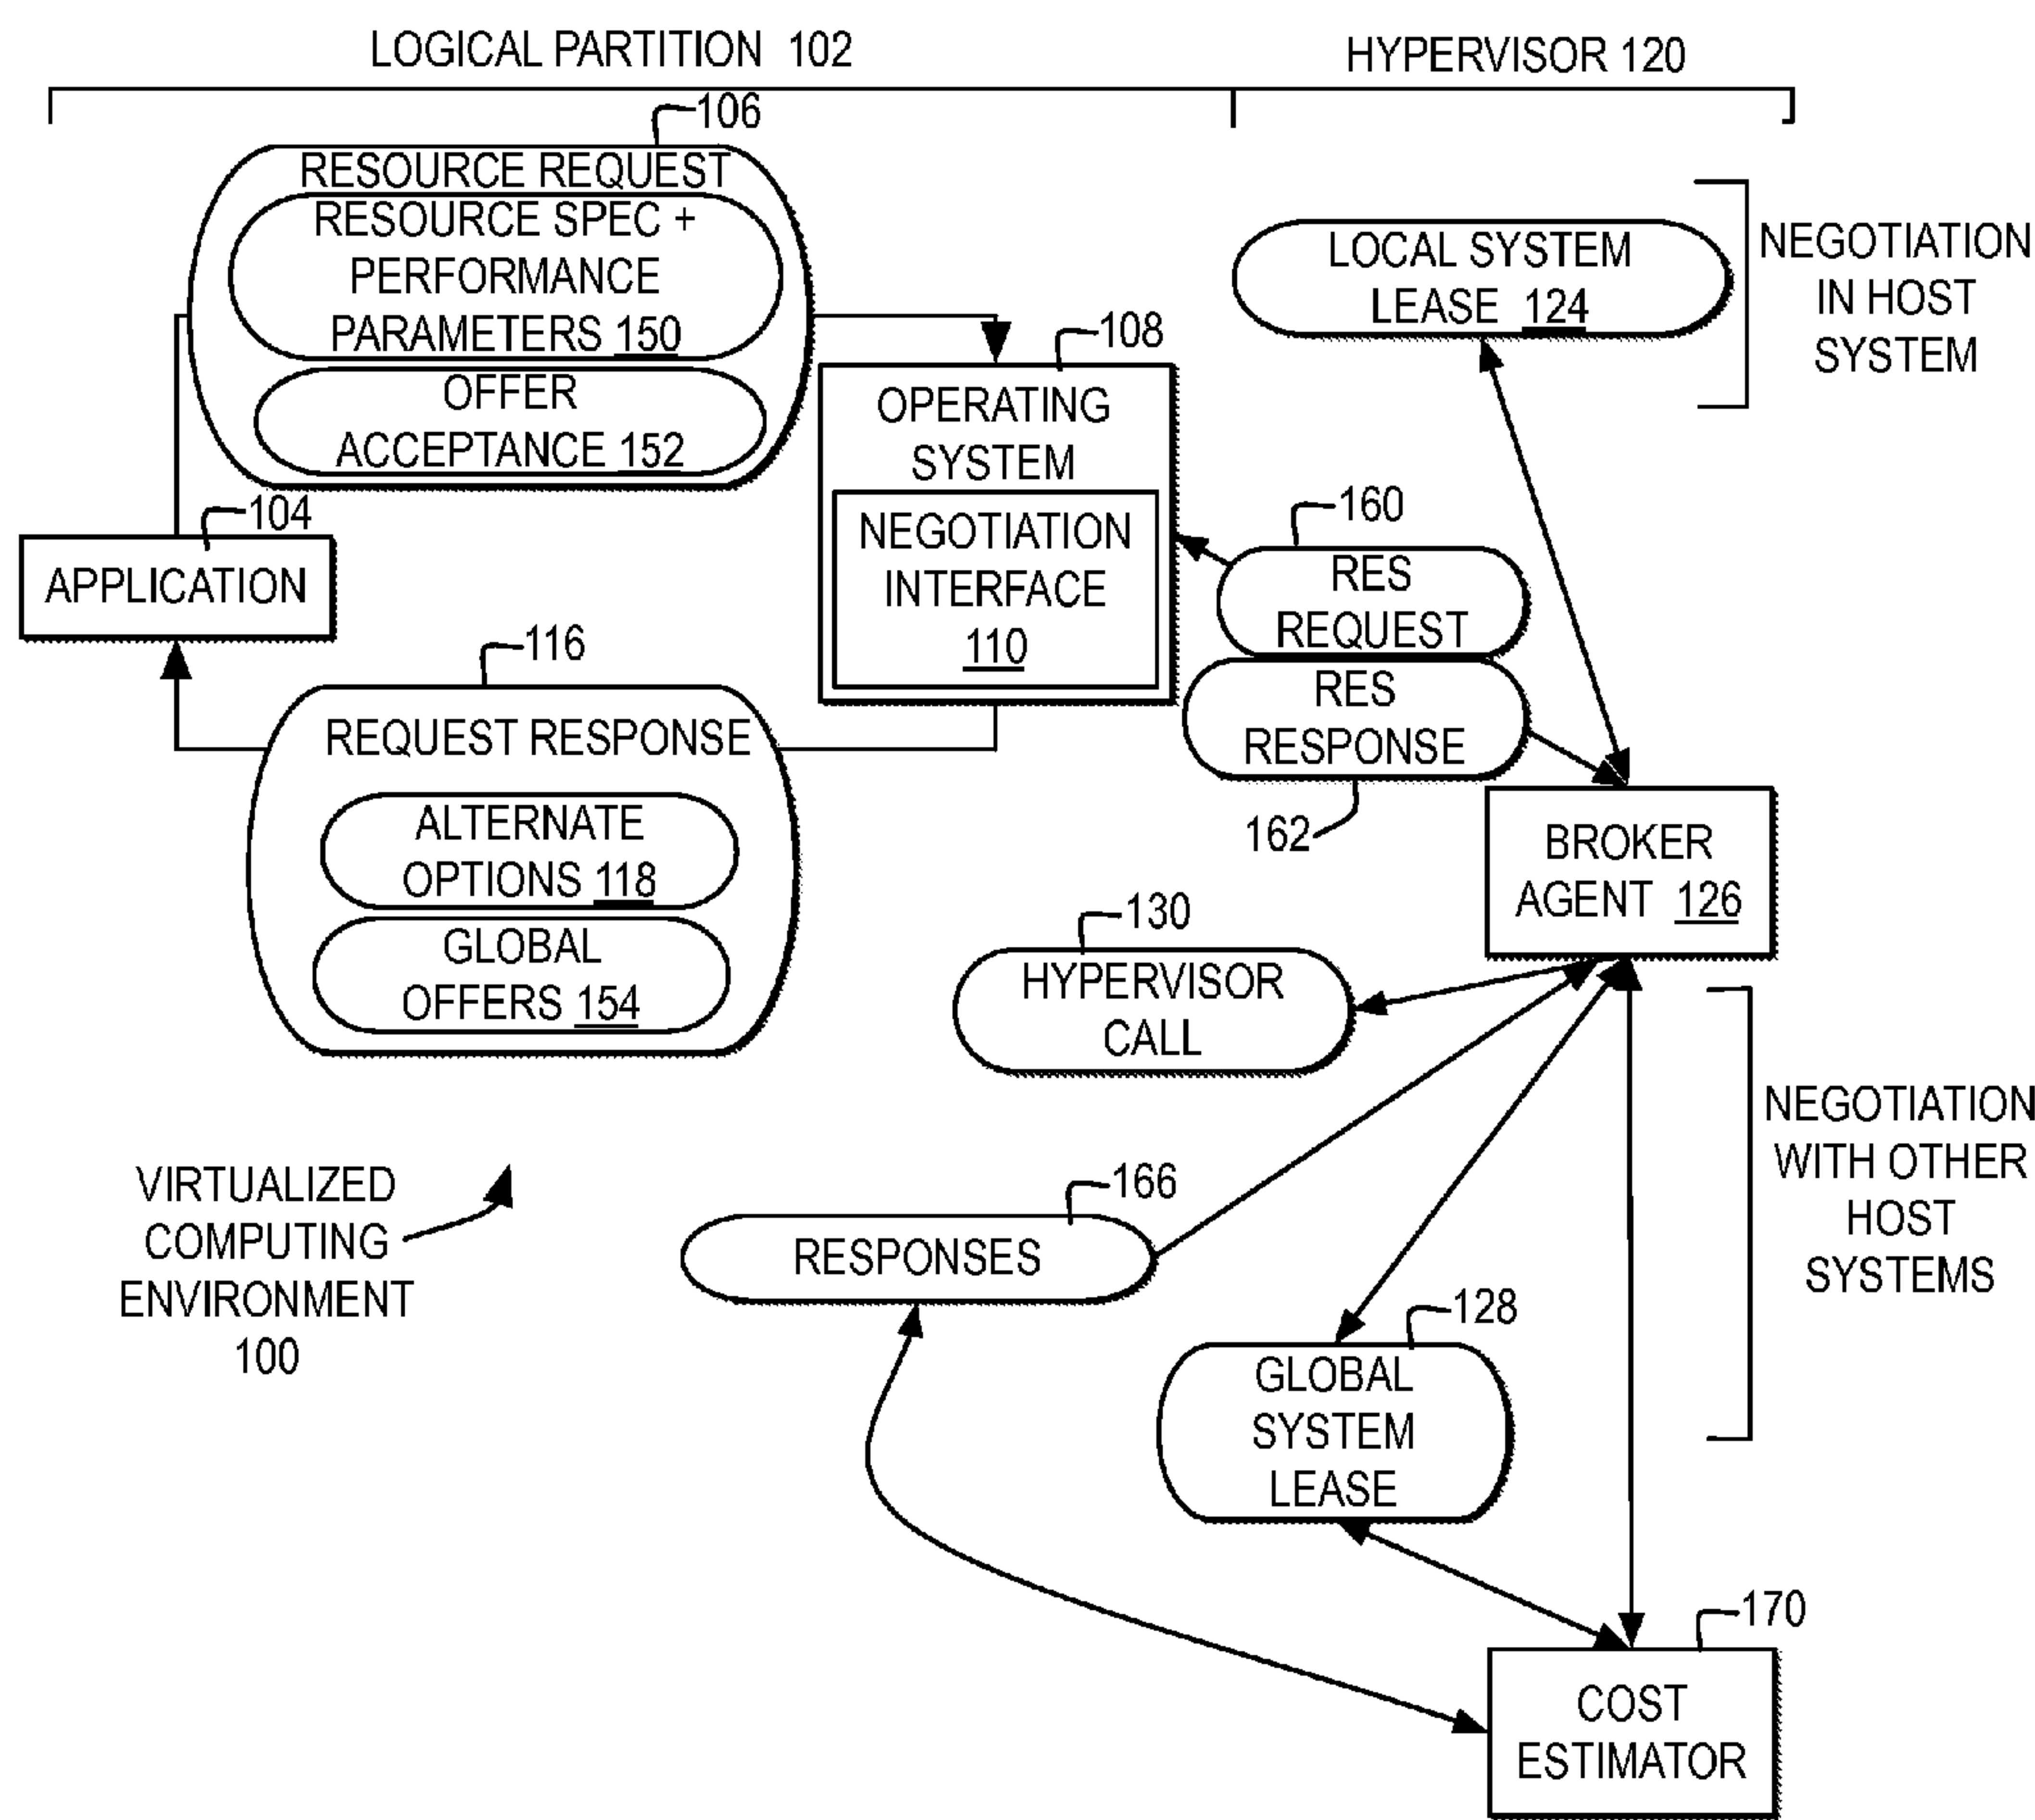 LOGICAL PARTITION 102
HYPERVISOR 120
106
RESOURCE REQUEST
RESOURCE SPEC +
PERFORMANCE
PARAMETERS 150
OFFER
ACCEPTANCE 152
LOCAL SYSTEM
LEASE 124
NEGOTIATION
IN HOST
SYSTEM
108
OPERATING
SYSTEM
NEGOTIATION
INTERFACE
110
104
APPLICATION
160
RES
REQUEST
RES
RESPONSE
162
116
REQUEST RESPONSE
ALTERNATE
OPTIONS 118
GLOBAL
OFFERS 154
BROKER
AGENT 126
130
HYPERVISOR
CALL
NEGOTIATION
WITH OTHER
HOST
SYSTEMS
VIRTUALIZED
COMPUTING
ENVIRONMENT
100
166
RESPONSES
128
GLOBAL
SYSTEM
LEASE
170
COST
ESTIMATOR